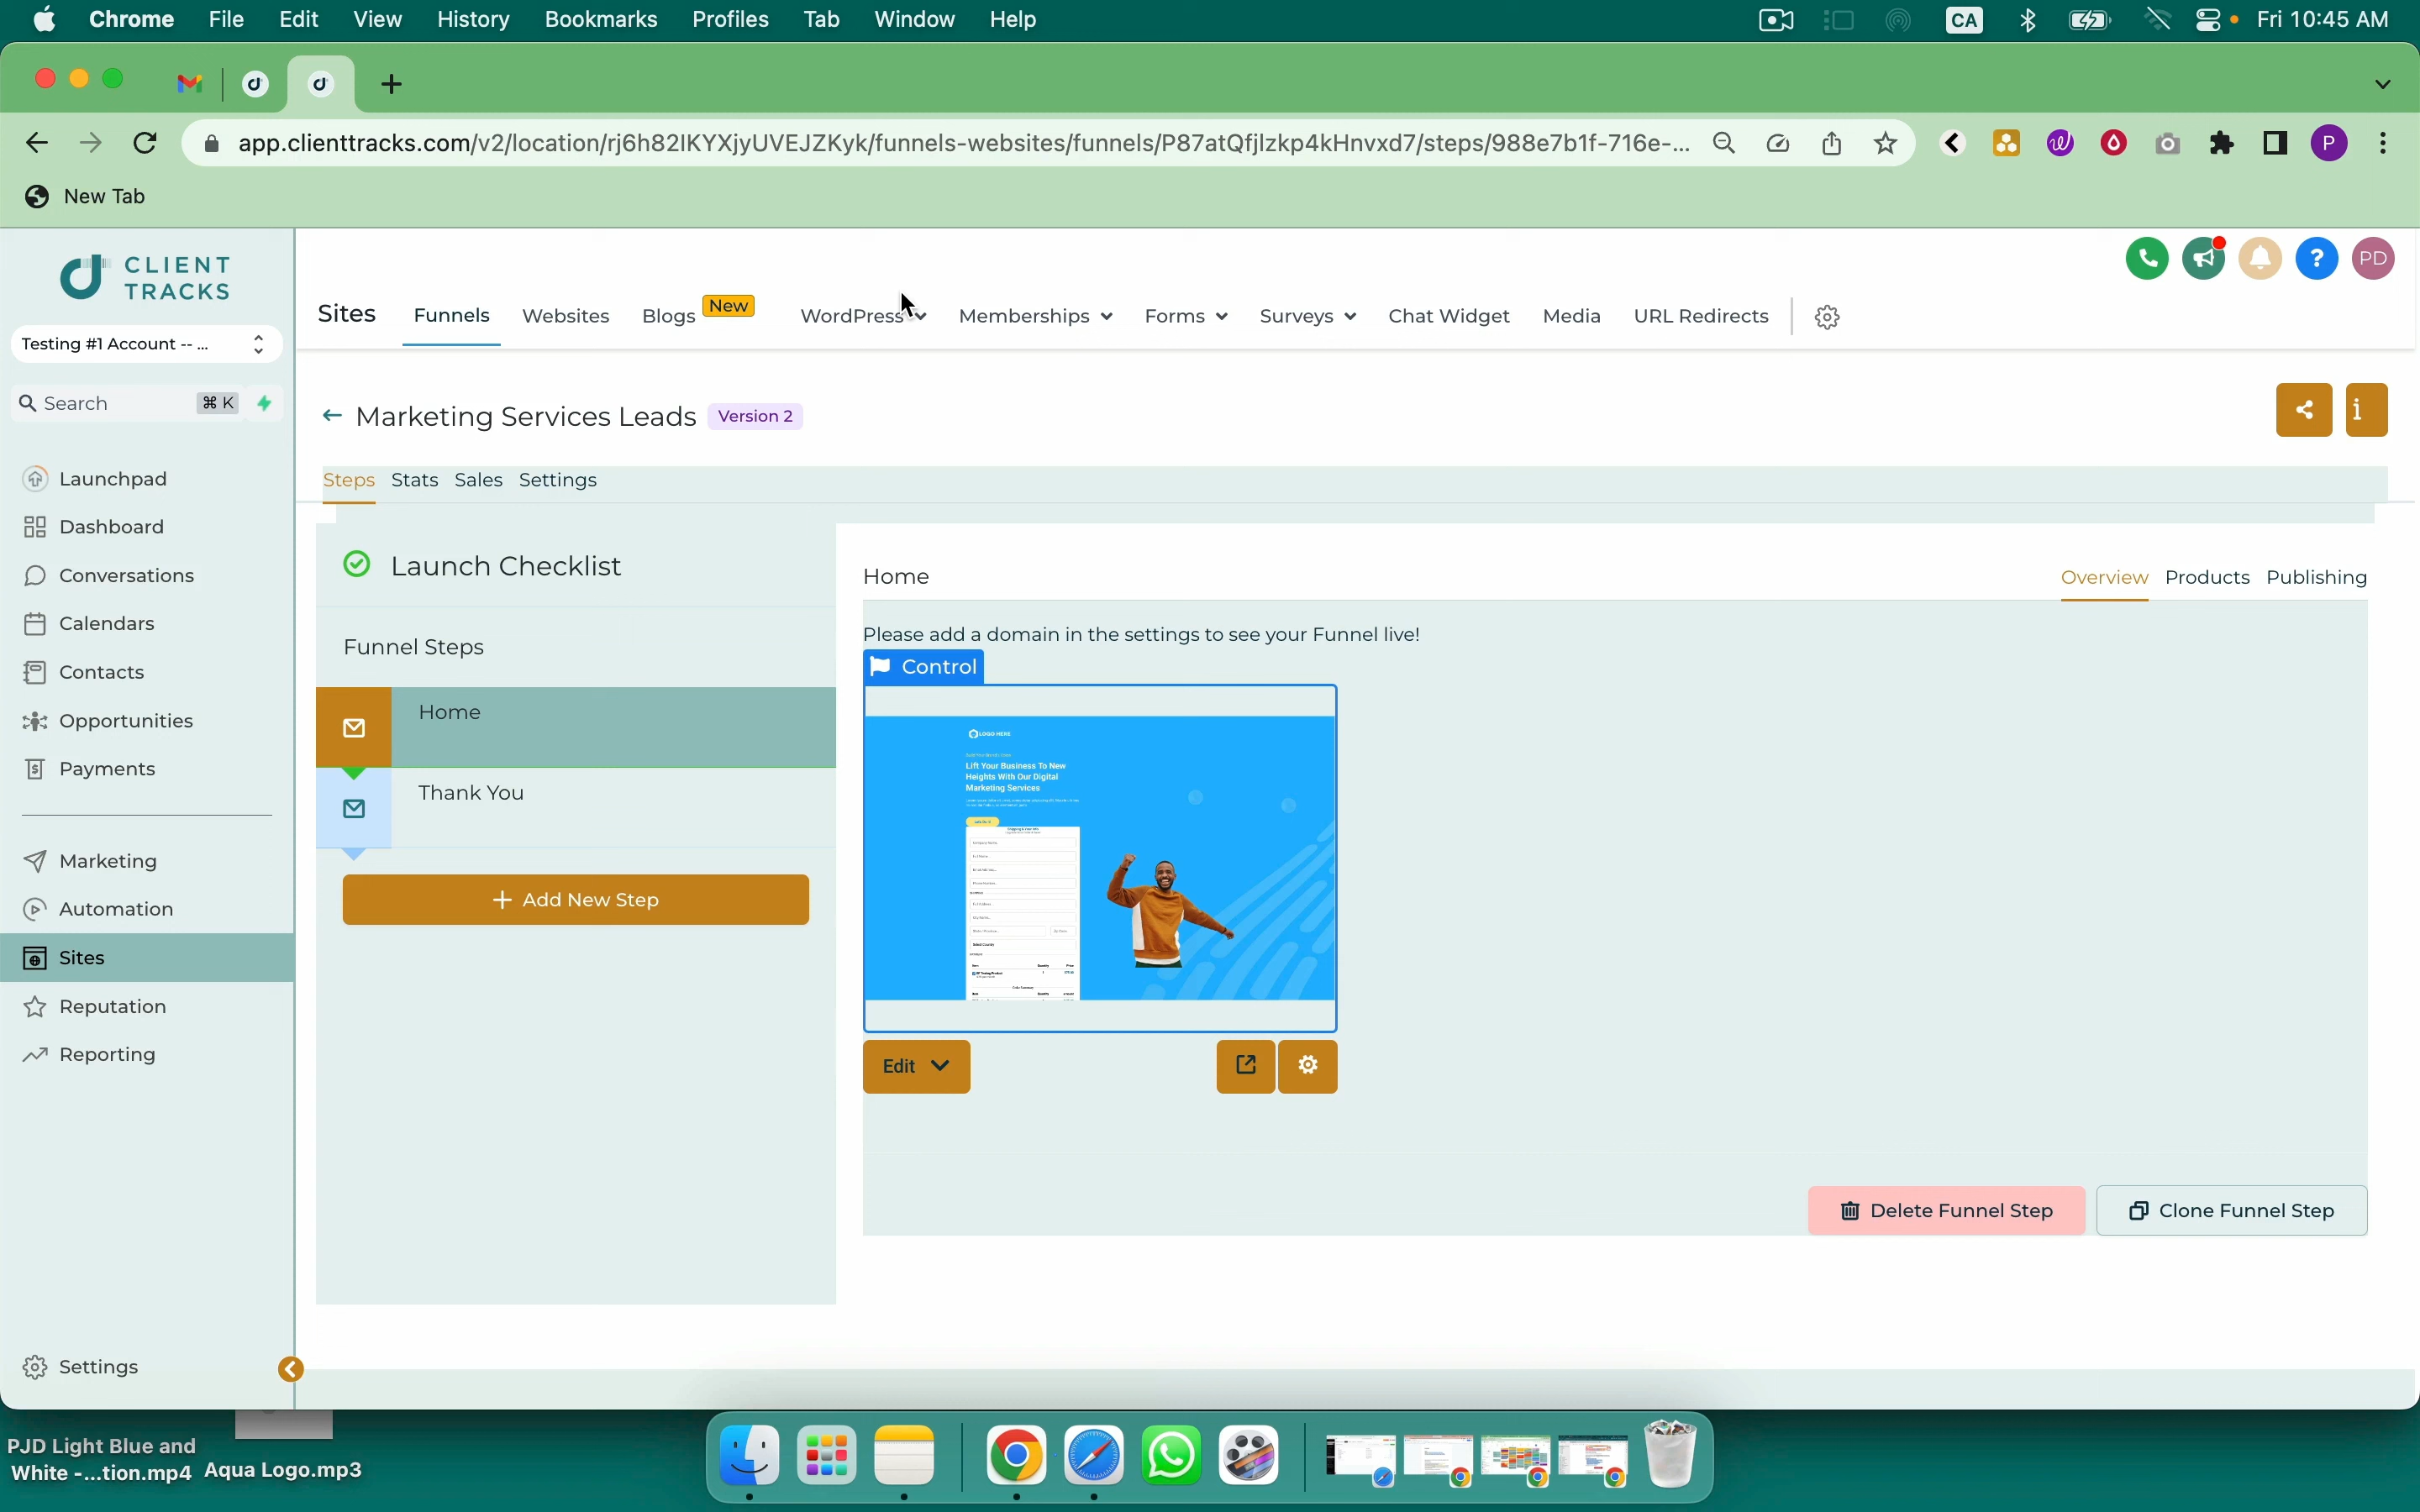 Chrome File Edit View History Bookmarks Profiles Tab Window Help CA Fri 10:45 AM
app.clienttracks.com/v2/location/rj6h82IKYXjyUVEJZKyk/funnels-websites/funnels/P87atQfjIzkp4kHnvxd7/steps/988e7b1f-716e-...
P
New Tab
CLIENT
TRACKS
PD
Sites Funnels Websites Blogs New WordPress Memberships Forms Surveys Chat Widget Media URL Redirects
Testing #1 Account -- ...
Search ⌘ K
Marketing Services Leads Version 2
Steps Stats Sales Settings
Launchpad
Dashboard
Conversations
Calendars
Contacts
Opportunities
Payments
Marketing
Automation
Sites
Reputation
Reporting
Settings
Launch Checklist
Funnel Steps
Home
Thank You
+ Add New Step
Home Overview Products Publishing
Please add a domain in the settings to see your Funnel live!
Control
LOGO HERE
Lift Your Business To New
Heights With Our Digital
Marketing Services
Edit
Delete Funnel Step Clone Funnel Step
PJD Light Blue and
White -...tion.mp4 Aqua Logo.mp3